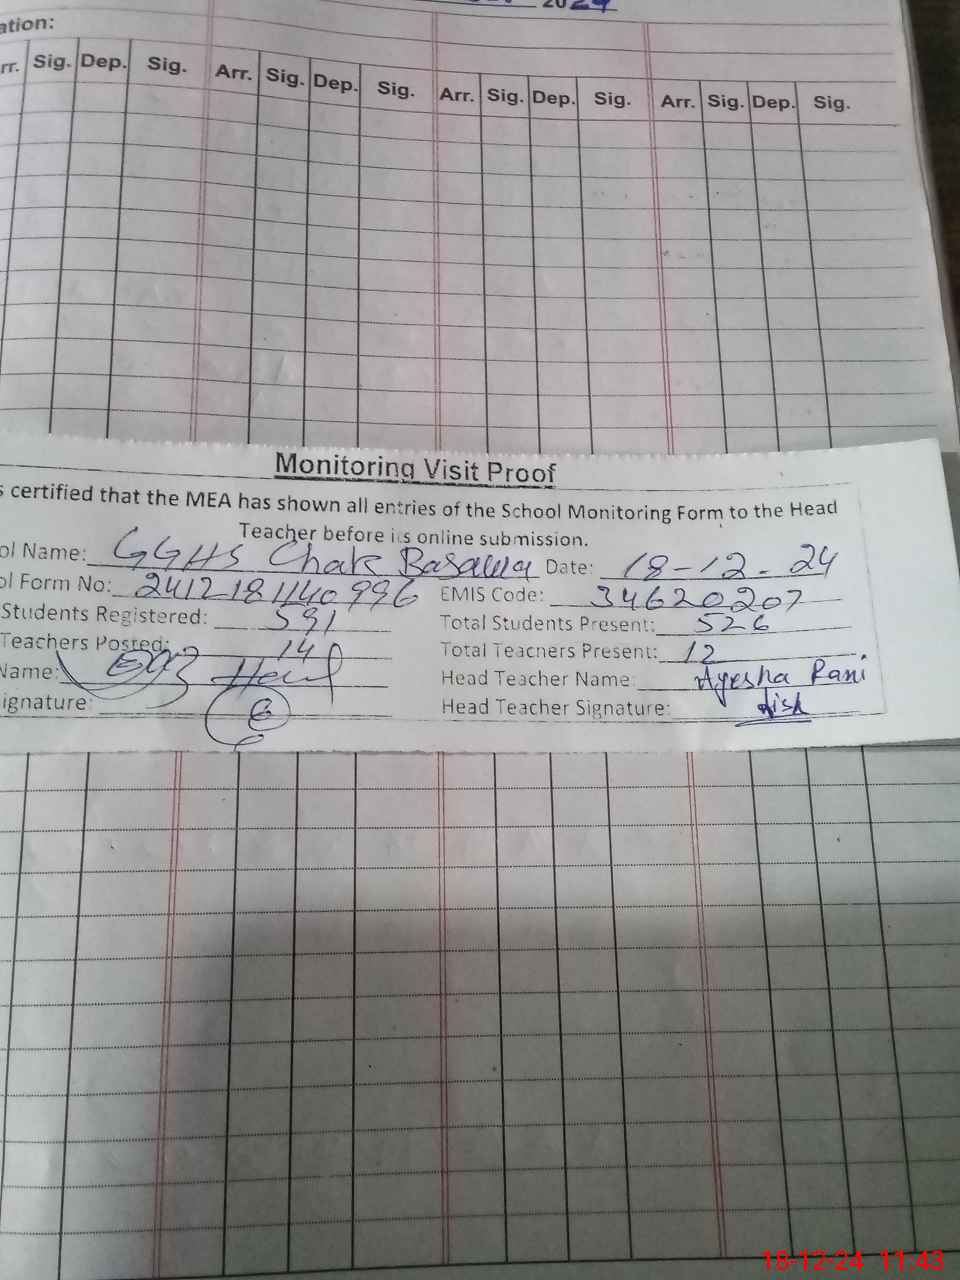 2024
ation:
rr. Sig. Dep. Sig. Arr. Sig. Dep. Sig. Arr. Sig. Dep. Sig. Arr. Sig. Dep. Sig.
Monitoring Visit Proof
s certified that the MEA has shown all entries of the School Monitoring Form to the Head
Teacher before its online submission.
ol Name: GGHS Chak Basawa Date: 18-12-24
ol Form No: 2412181140996 EMIS Code: 34620207
Students Registered: 591 Total Students Present: 526
Teachers Posted: 14 Total Teachers Present: 12
Name: Head Teacher Name: Ayesha Rani
ignature: Head Teacher Signature: Aish
18-12-24 11:43